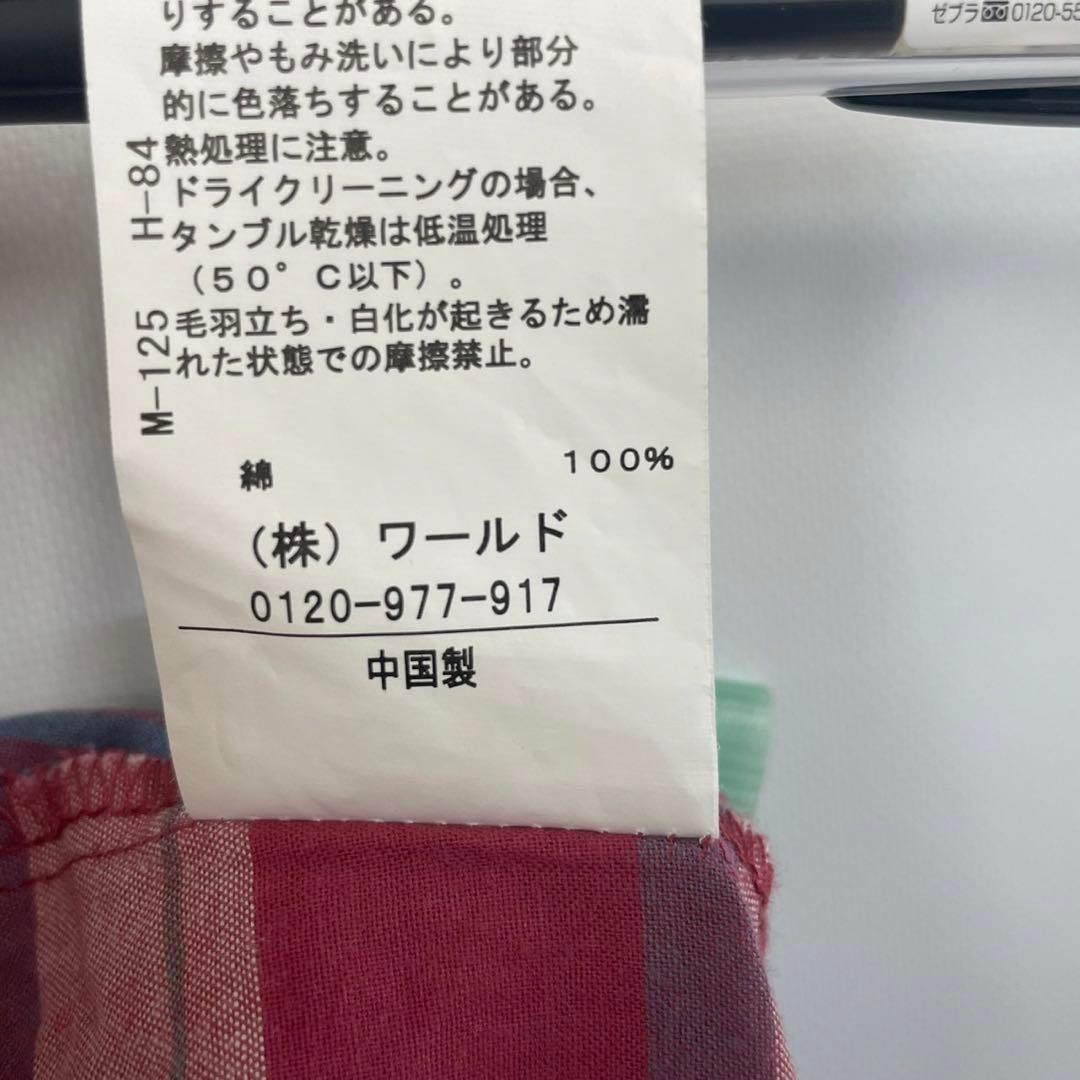 ゼブラ 0120-55
りすることがある。
摩擦やもみ洗いにより部分
的に色落ちすることがある。
熱処理に注意。
ドライクリーニングの場合、
タンブル乾燥は低温処理
（５０°Ｃ以下）。
毛羽立ち・白化が起きるため濡
れた状態での摩擦禁止。
H-84
M-125
綿 １００％
（株）ワールド
0120-977-917
中国製